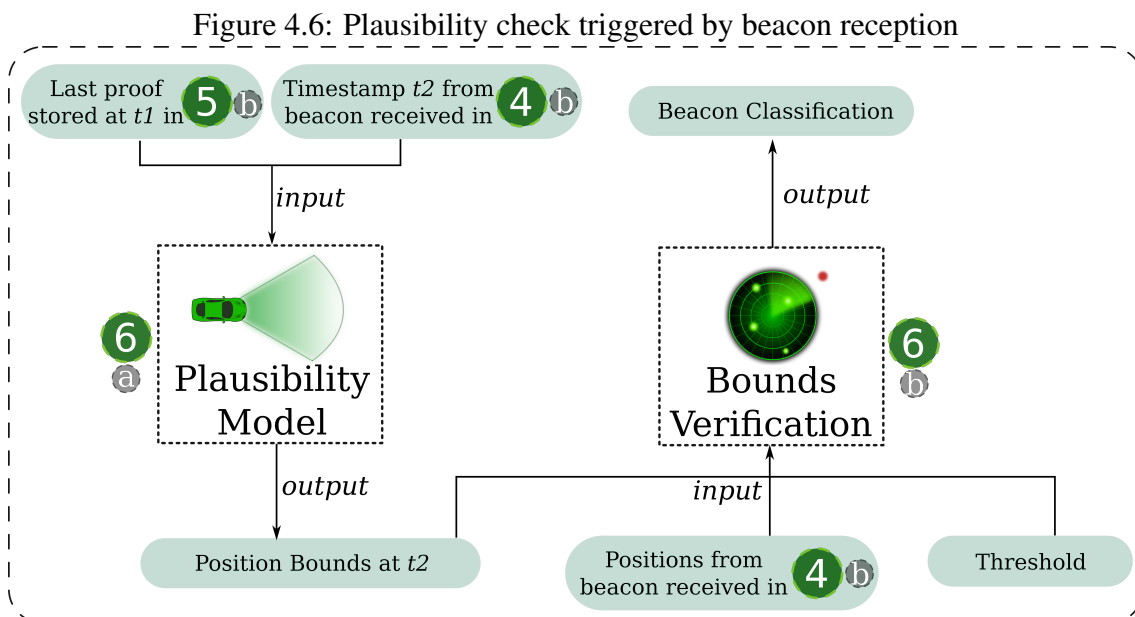 Figure 4.6: Plausibility check triggered by beacon reception
Last proof
stored at t1 in 5 b
Timestamp t2 from
beacon received in 4 b
Beacon Classification
input
output
6
a
Plausibility
Model
6
b
Bounds
Verification
output
input
Position Bounds at t2
Positions from
beacon received in 4 b
Threshold